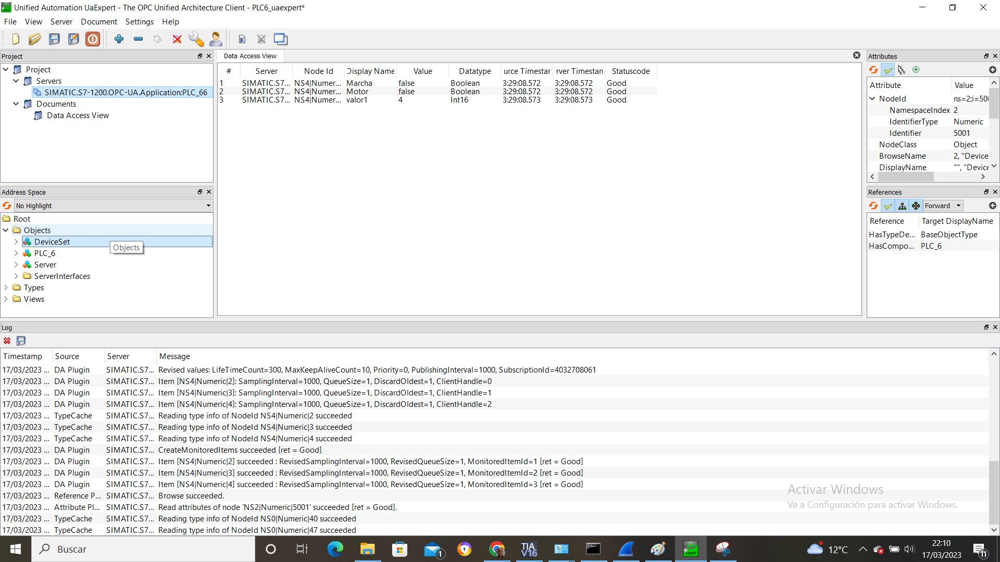 Unified Automation UaExpert - The OPC Unified Architecture Client - PLC6_uaexpert*
File View Server Document Settings Help
Project
Project
Servers
SIMATIC.S7-1200.OPC-UA.Application:PLC_66
Documents
Data Access View
Address Space
No Highlight
Root
Objects
DeviceSet
Objects
PLC_6
Server
ServerInterfaces
Types
Views
Data Access View
# Server Node Id Display Name Value Datatype urce Timestar rver Timestan Statuscode
1 SIMATIC.S7... NS4|Numer... Marcha false Boolean 3:29:08.572 3:29:08.572 Good
2 SIMATIC.S7... NS4|Numer... Motor false Boolean 3:29:08.572 3:29:08.572 Good
3 SIMATIC.S7... NS4|Numer... valor1 4 Int16 3:29:08.573 3:29:08.573 Good
Attributes
Attribute Value
NodeId ns=2;i=500
NamespaceIndex 2
IdentifierType Numeric
Identifier 5001
NodeClass Object
BrowseName 2, "Device
DisplayName "", "Device
References
Forward
Reference Target DisplayName
HasTypeDe... BaseObjectType
HasCompo... PLC_6
Log
Timestamp Source Server Message
17/03/2023 ... DA Plugin SIMATIC.S7... Revised values: LifeTimeCount=300, MaxKeepAliveCount=10, Priority=0, PublishingInterval=1000, SubscriptionId=4032708061
17/03/2023 ... DA Plugin SIMATIC.S7... Item [NS4|Numeric|2]: SamplingInterval=1000, QueueSize=1, DiscardOldest=1, ClientHandle=0
17/03/2023 ... DA Plugin SIMATIC.S7... Item [NS4|Numeric|3]: SamplingInterval=1000, QueueSize=1, DiscardOldest=1, ClientHandle=1
17/03/2023 ... DA Plugin SIMATIC.S7... Item [NS4|Numeric|4]: SamplingInterval=1000, QueueSize=1, DiscardOldest=1, ClientHandle=2
17/03/2023 ... TypeCache SIMATIC.S7... Reading type info of NodeId NS4|Numeric|2 succeeded
17/03/2023 ... TypeCache SIMATIC.S7... Reading type info of NodeId NS4|Numeric|3 succeeded
17/03/2023 ... TypeCache SIMATIC.S7... Reading type info of NodeId NS4|Numeric|4 succeeded
17/03/2023 ... DA Plugin SIMATIC.S7... CreateMonitoredItems succeeded [ret = Good]
17/03/2023 ... DA Plugin SIMATIC.S7... Item [NS4|Numeric|2] succeeded : RevisedSamplingInterval=1000, RevisedQueueSize=1, MonitoredItemId=1 [ret = Good]
17/03/2023 ... DA Plugin SIMATIC.S7... Item [NS4|Numeric|3] succeeded : RevisedSamplingInterval=1000, RevisedQueueSize=1, MonitoredItemId=2 [ret = Good]
17/03/2023 ... DA Plugin SIMATIC.S7... Item [NS4|Numeric|4] succeeded : RevisedSamplingInterval=1000, RevisedQueueSize=1, MonitoredItemId=3 [ret = Good]
17/03/2023 ... Reference P... SIMATIC.S7... Browse succeeded.
17/03/2023 ... Attribute Pl... SIMATIC.S7... Read attributes of node 'NS2|Numeric|5001' succeeded [ret = Good].
17/03/2023 ... TypeCache SIMATIC.S7... Reading type info of NodeId NS0|Numeric|40 succeeded
17/03/2023 ... TypeCache SIMATIC.S7... Reading type info of NodeId NS0|Numeric|47 succeeded
Activar Windows
Ve a Configuración para activar Windows.
Buscar
1
TIA V16
UA expert
12°C
22:10
17/03/2023
11